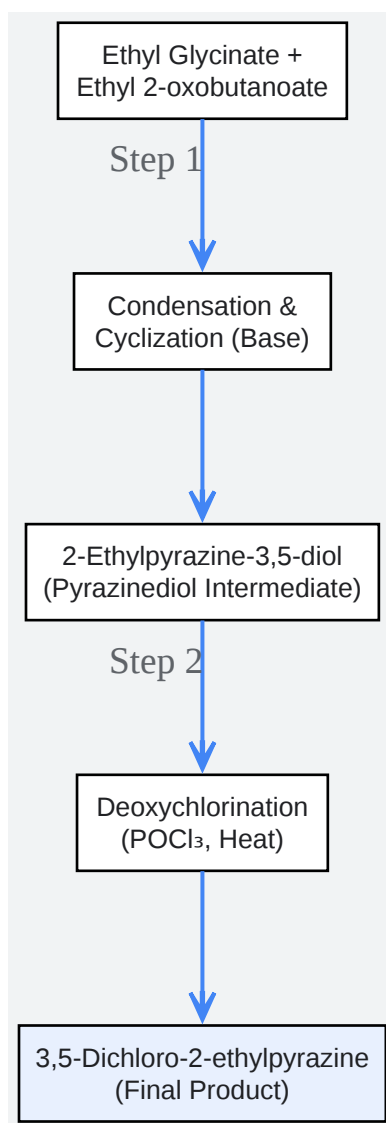 Ethyl Glycinate +
Ethyl 2-oxobutanoate
Step 1
Condensation &
Cyclization (Base)
2-Ethylpyrazine-3,5-diol
(Pyrazinediol Intermediate)
Step 2
Deoxychlorination
(POCl₃, Heat)
3,5-Dichloro-2-ethylpyrazine
(Final Product)